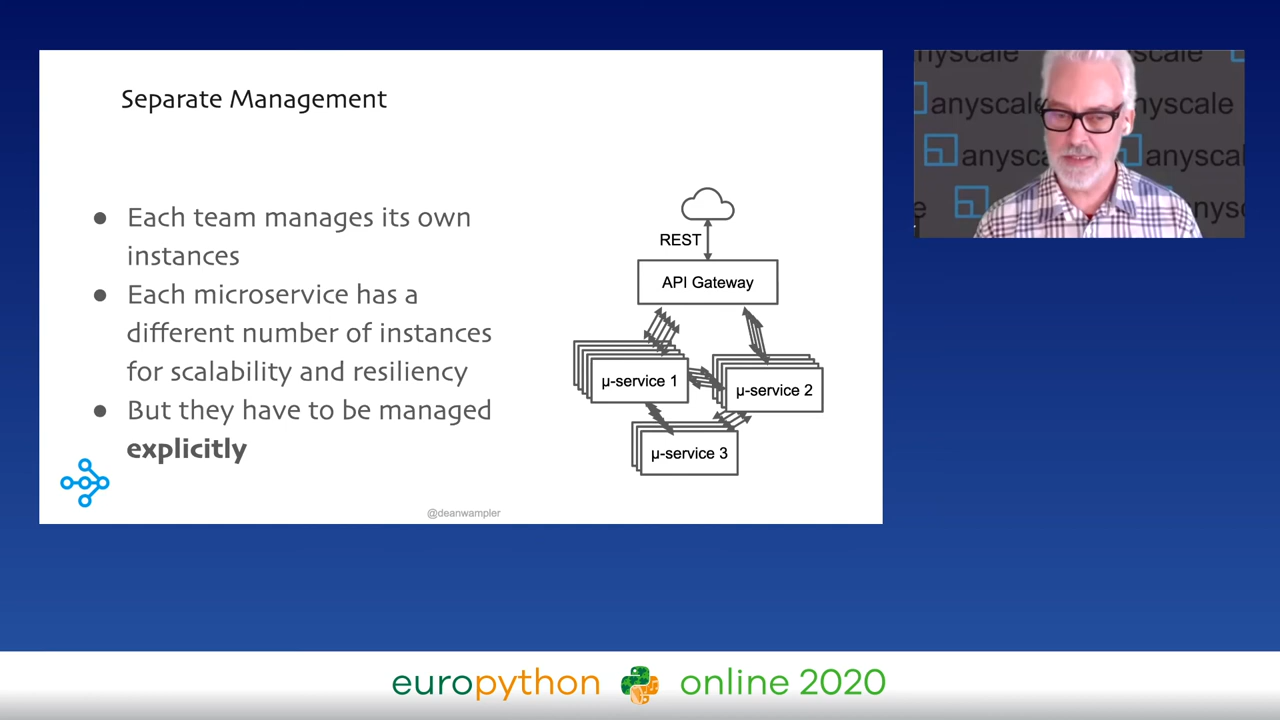 Separate Management
● Each team manages its own
instances
● Each microservice has a
different number of instances
for scalability and resiliency
● But they have to be managed
explicitly
REST
API Gateway
µ-service 1
µ-service 2
µ-service 3
@deanwampler
anyscale
anyscale
anyscale
europython online 2020